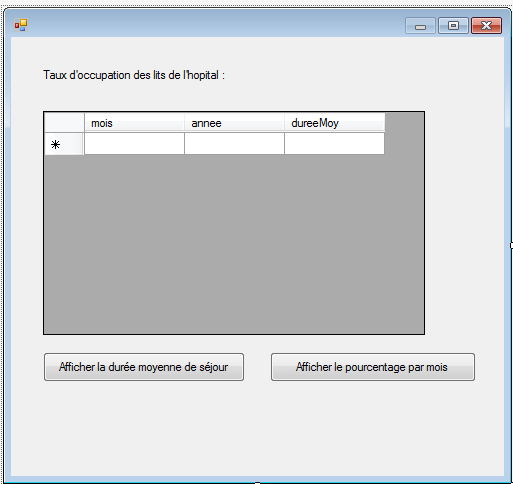 Taux d'occupation des lits de l'hopital :
mois annee dureeMoy
Afficher la durée moyenne de séjour Afficher le pourcentage par mois